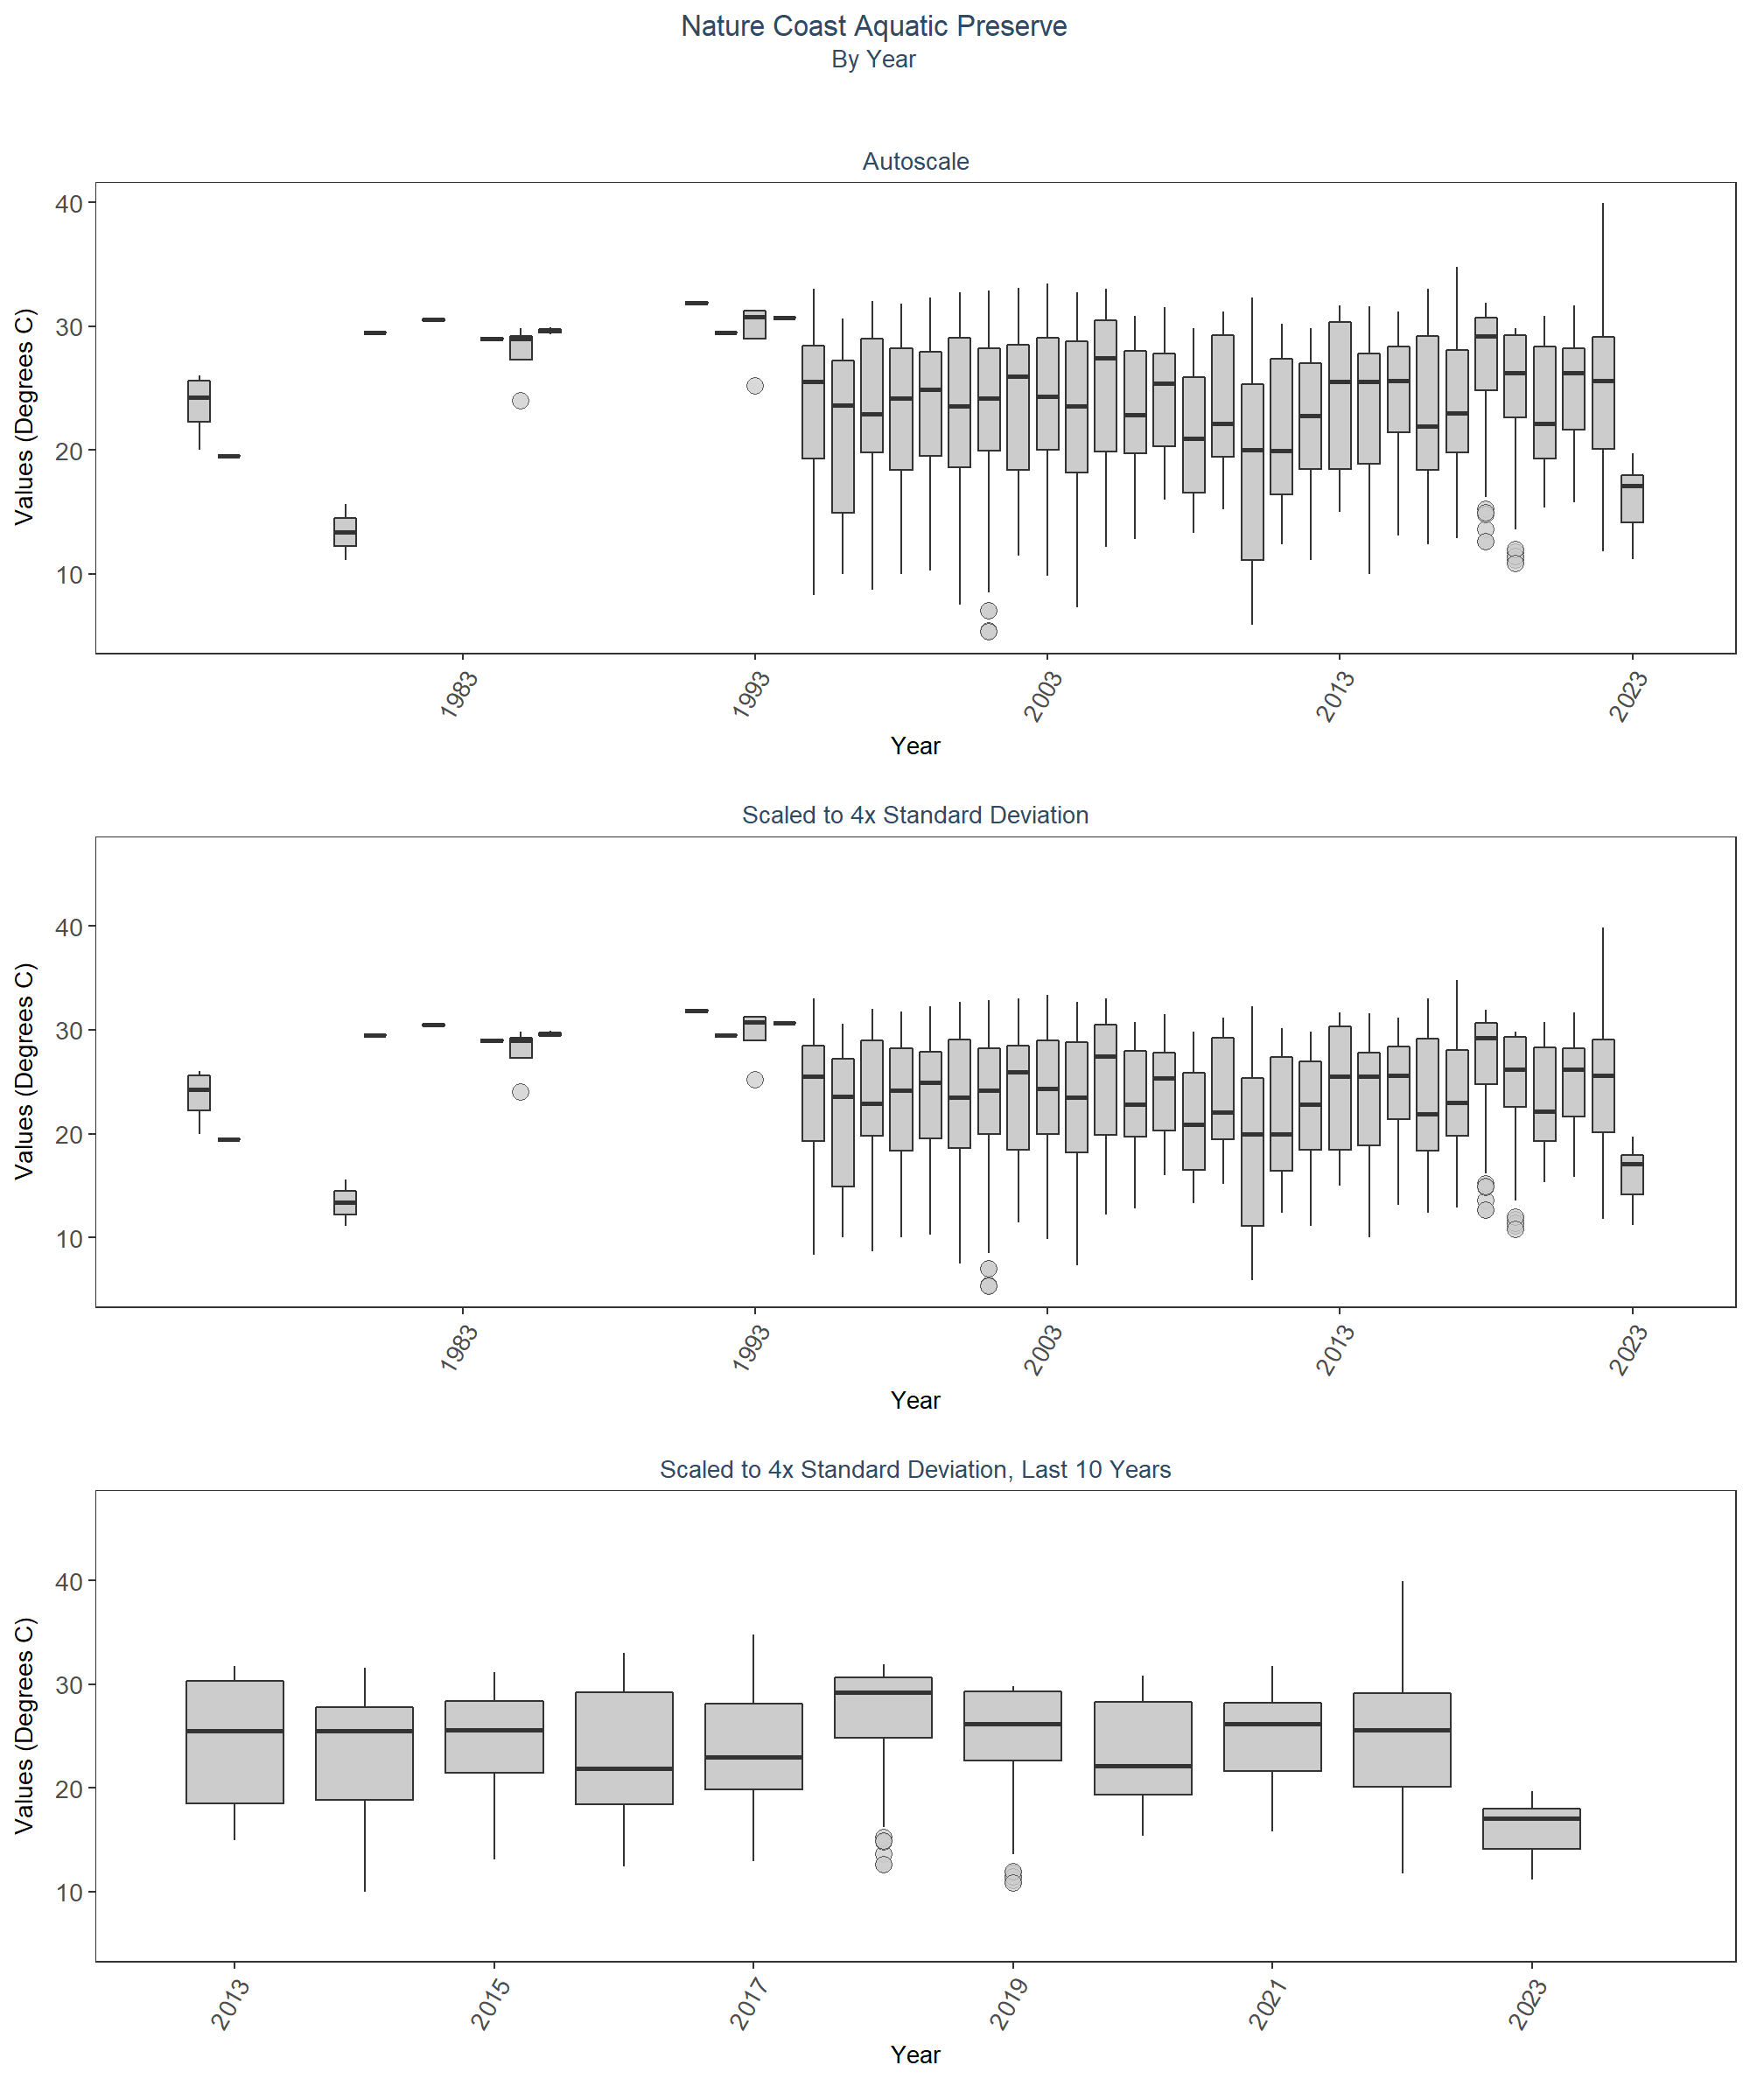 Nature Coast Aquatic Preserve
By Year
Autoscale
Values (Degrees C)
40
30
20
10
1983
1993
2003
2013
2023
Year
Scaled to 4x Standard Deviation
Values (Degrees C)
40
30
20
10
1983
1993
2003
2013
2023
Year
Scaled to 4x Standard Deviation, Last 10 Years
Values (Degrees C)
40
30
20
10
2013
2015
2017
2019
2021
2023
Year